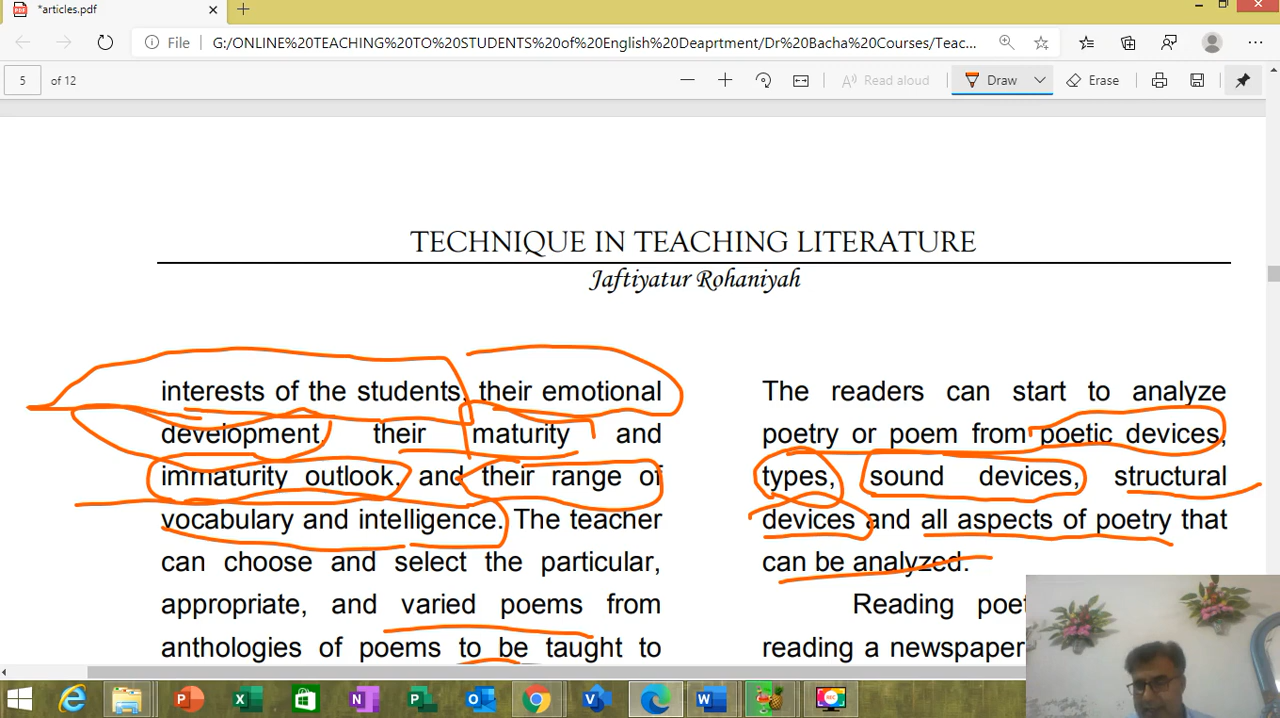 *articles.pdf
File
G:/ONLINE%20TEACHING%20TO%20STUDENTS%20of%20English%20Deaprtment/Dr%20Bacha%20Courses/Teac...
5 of 12
Read aloud
Draw
Erase
TECHNIQUE IN TEACHING LITERATURE
Jaftiyatur Rohaniyah
interests of the students, their emotional
development, their maturity and
immaturity outlook, and their range of
vocabulary and intelligence. The teacher
can choose and select the particular,
appropriate, and varied poems from
anthologies of poems to be taught to
The readers can start to analyze
poetry or poem from poetic devices,
types, sound devices, structural
devices and all aspects of poetry that
can be analyzed.
Reading
reading a newspaper